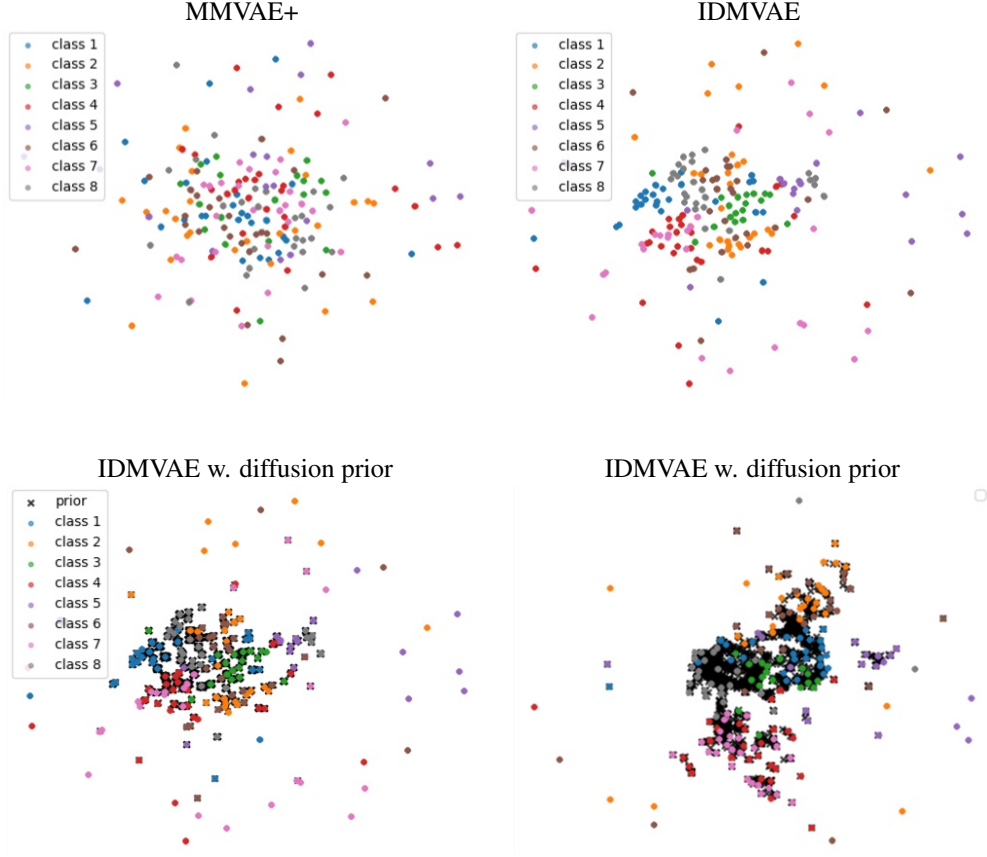 MMVAE+
class 1
class 2
class 3
class 4
class 5
class 6
class 7
class 8
IDMVAE
class 1
class 2
class 3
class 4
class 5
class 6
class 7
class 8
IDMVAE w. diffusion prior
prior
class 1
class 2
class 3
class 4
class 5
class 6
class 7
class 8
IDMVAE w. diffusion prior